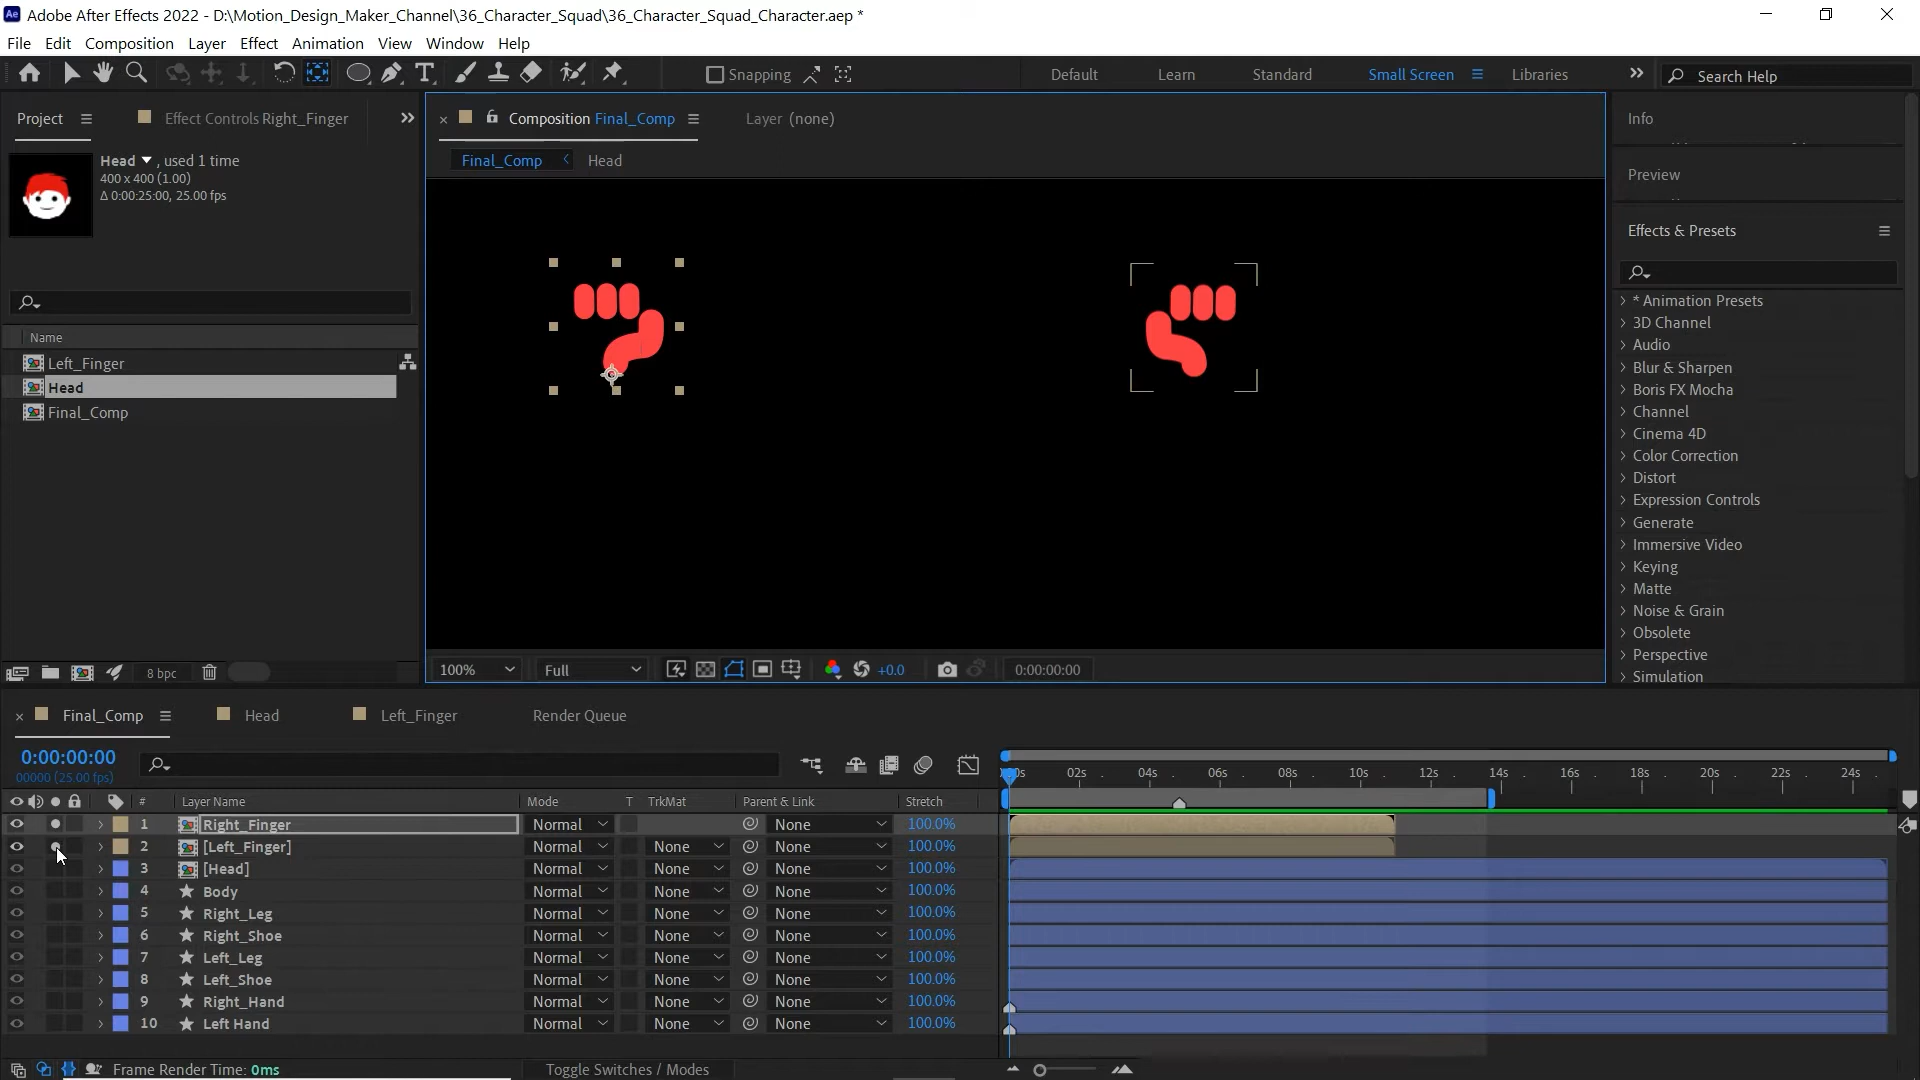 Adobe After Effects 2022 - D:\Motion_Design_Maker_Channel\36_Character_Squad\36_Character_Squad_Character.aep *
File Edit Composition Layer Effect Animation View Window Help
Snapping Default Learn Standard Small Screen Libraries Search Help
Project Effect Controls Right_Finger
Composition Final_Comp Layer (none)
Info
Head , used 1 time
400 x 400 (1.00)
Δ 0:00:25:00, 25.00 fps
Final_Comp Head
Preview
Effects & Presets
Name
Left_Finger
Head
Final_Comp
* Animation Presets
3D Channel
Audio
Blur & Sharpen
Boris FX Mocha
Channel
Cinema 4D
Color Correction
Distort
Expression Controls
Generate
Immersive Video
Keying
Matte
Noise & Grain
Obsolete
Perspective
Simulation
8 bpc
100% Full +0.0 0:00:00:00
Final_Comp Head Left_Finger Render Queue
0:00:00:00
00000 (25.00 fps)
02s 04s 06s 08s 10s 12s 14s 16s 18s 20s 22s 24s
# Layer Name Mode T TrkMat Parent & Link Stretch
1 Right_Finger Normal None 100.0%
2 [Left_Finger] Normal None None 100.0%
3 [Head] Normal None None 100.0%
4 Body Normal None None 100.0%
5 Right_Leg Normal None None 100.0%
6 Right_Shoe Normal None None 100.0%
7 Left_Leg Normal None None 100.0%
8 Left_Shoe Normal None None 100.0%
9 Right_Hand Normal None None 100.0%
10 Left Hand Normal None None 100.0%
Frame Render Time: 0ms Toggle Switches / Modes